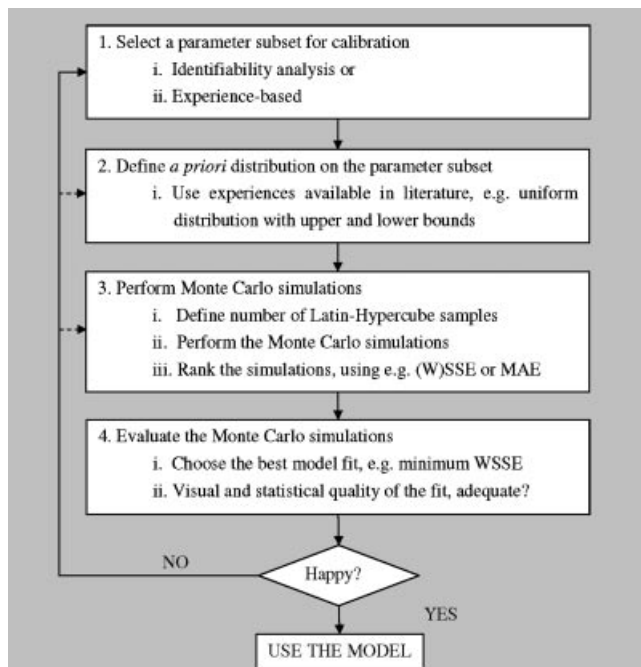 1. Select a parameter subset for calibration
i. Identifiability analysis or
ii. Experience-based
2. Define a priori distribution on the parameter subset
i. Use experiences available in literature, e.g. uniform
distribution with upper and lower bounds
3. Perform Monte Carlo simulations
i. Define number of Latin-Hypercube samples
ii. Perform the Monte Carlo simulations
iii. Rank the simulations, using e.g. (W)SSE or MAE
4. Evaluate the Monte Carlo simulations
i. Choose the best model fit, e.g. minimum WSSE
ii. Visual and statistical quality of the fit, adequate?
NO
Happy?
YES
USE THE MODEL